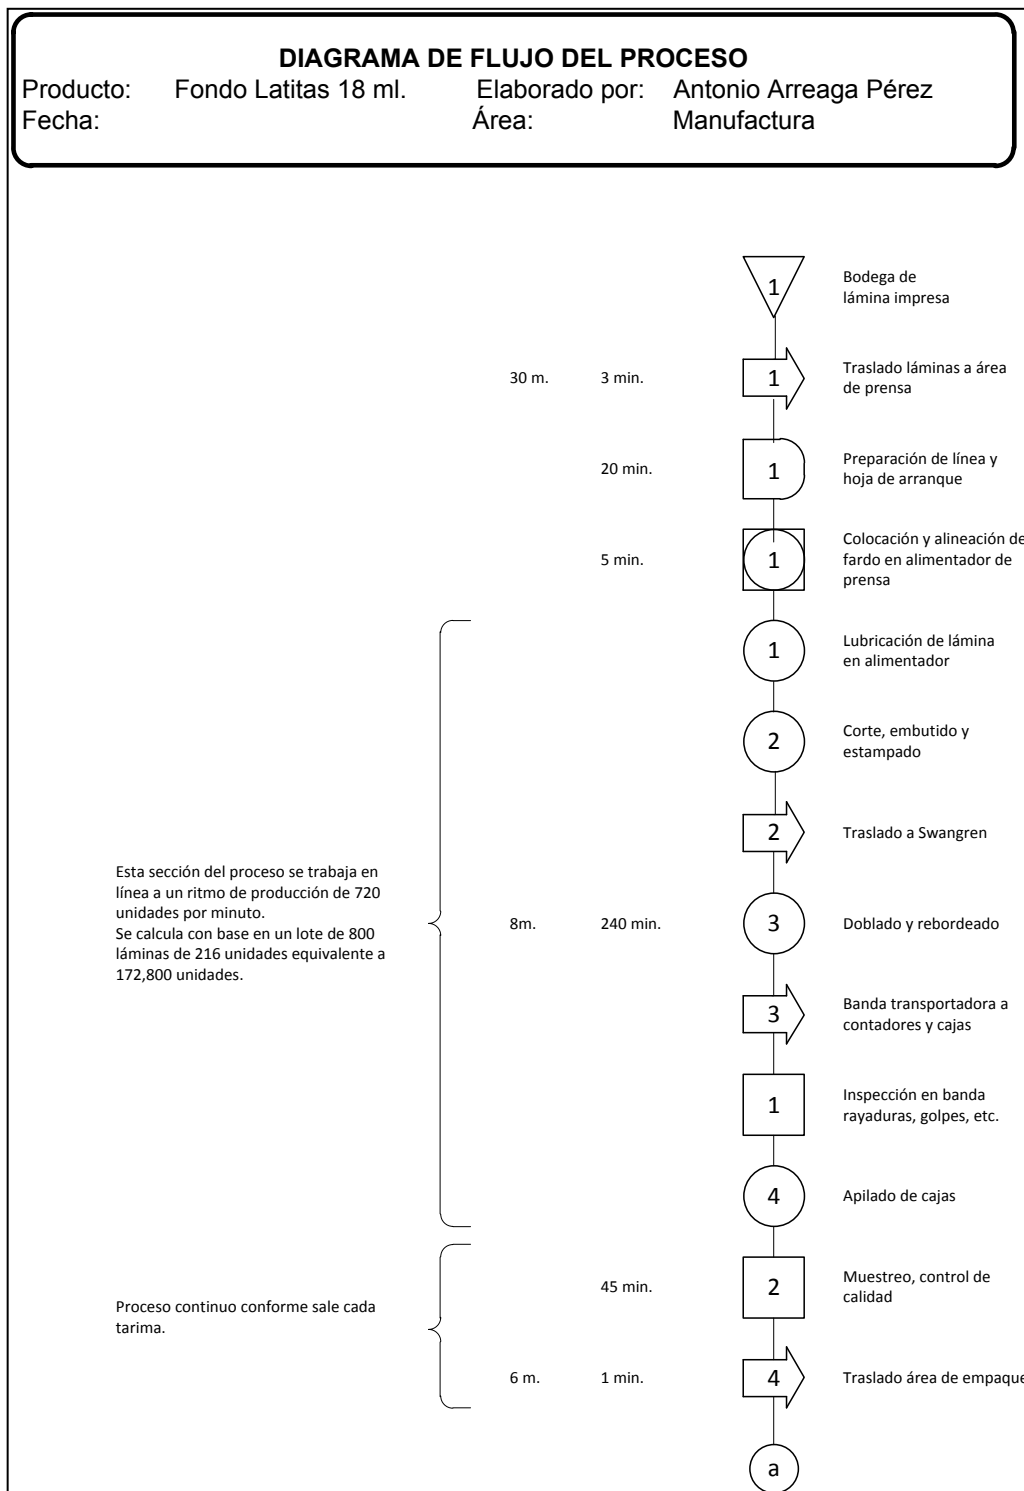 DIAGRAMA DE FLUJO DEL PROCESO
Producto: Fondo Latitas 18 ml. Elaborado por: Antonio Arreaga Pérez
Fecha: Área: Manufactura
1
Bodega de
lámina impresa
30 m. 3 min. 1
Traslado láminas a área
de prensa
20 min. 1
Preparación de línea y
hoja de arranque
5 min. 1
Colocación y alineación de
fardo en alimentador de
prensa
1
Lubricación de lámina
en alimentador
2
Corte, embutido y
estampado
2 Traslado a Swangren
Esta sección del proceso se trabaja en
línea a un ritmo de producción de 720
unidades por minuto.
Se calcula con base en un lote de 800
láminas de 216 unidades equivalente a
172,800 unidades.
8m. 240 min. 3 Doblado y rebordeado
3
Banda transportadora a
contadores y cajas
1
Inspección en banda
rayaduras, golpes, etc.
4 Apilado de cajas
45 min. 2
Muestreo, control de
calidad
Proceso continuo conforme sale cada
tarima.
6 m. 1 min. 4 Traslado área de empaque
a